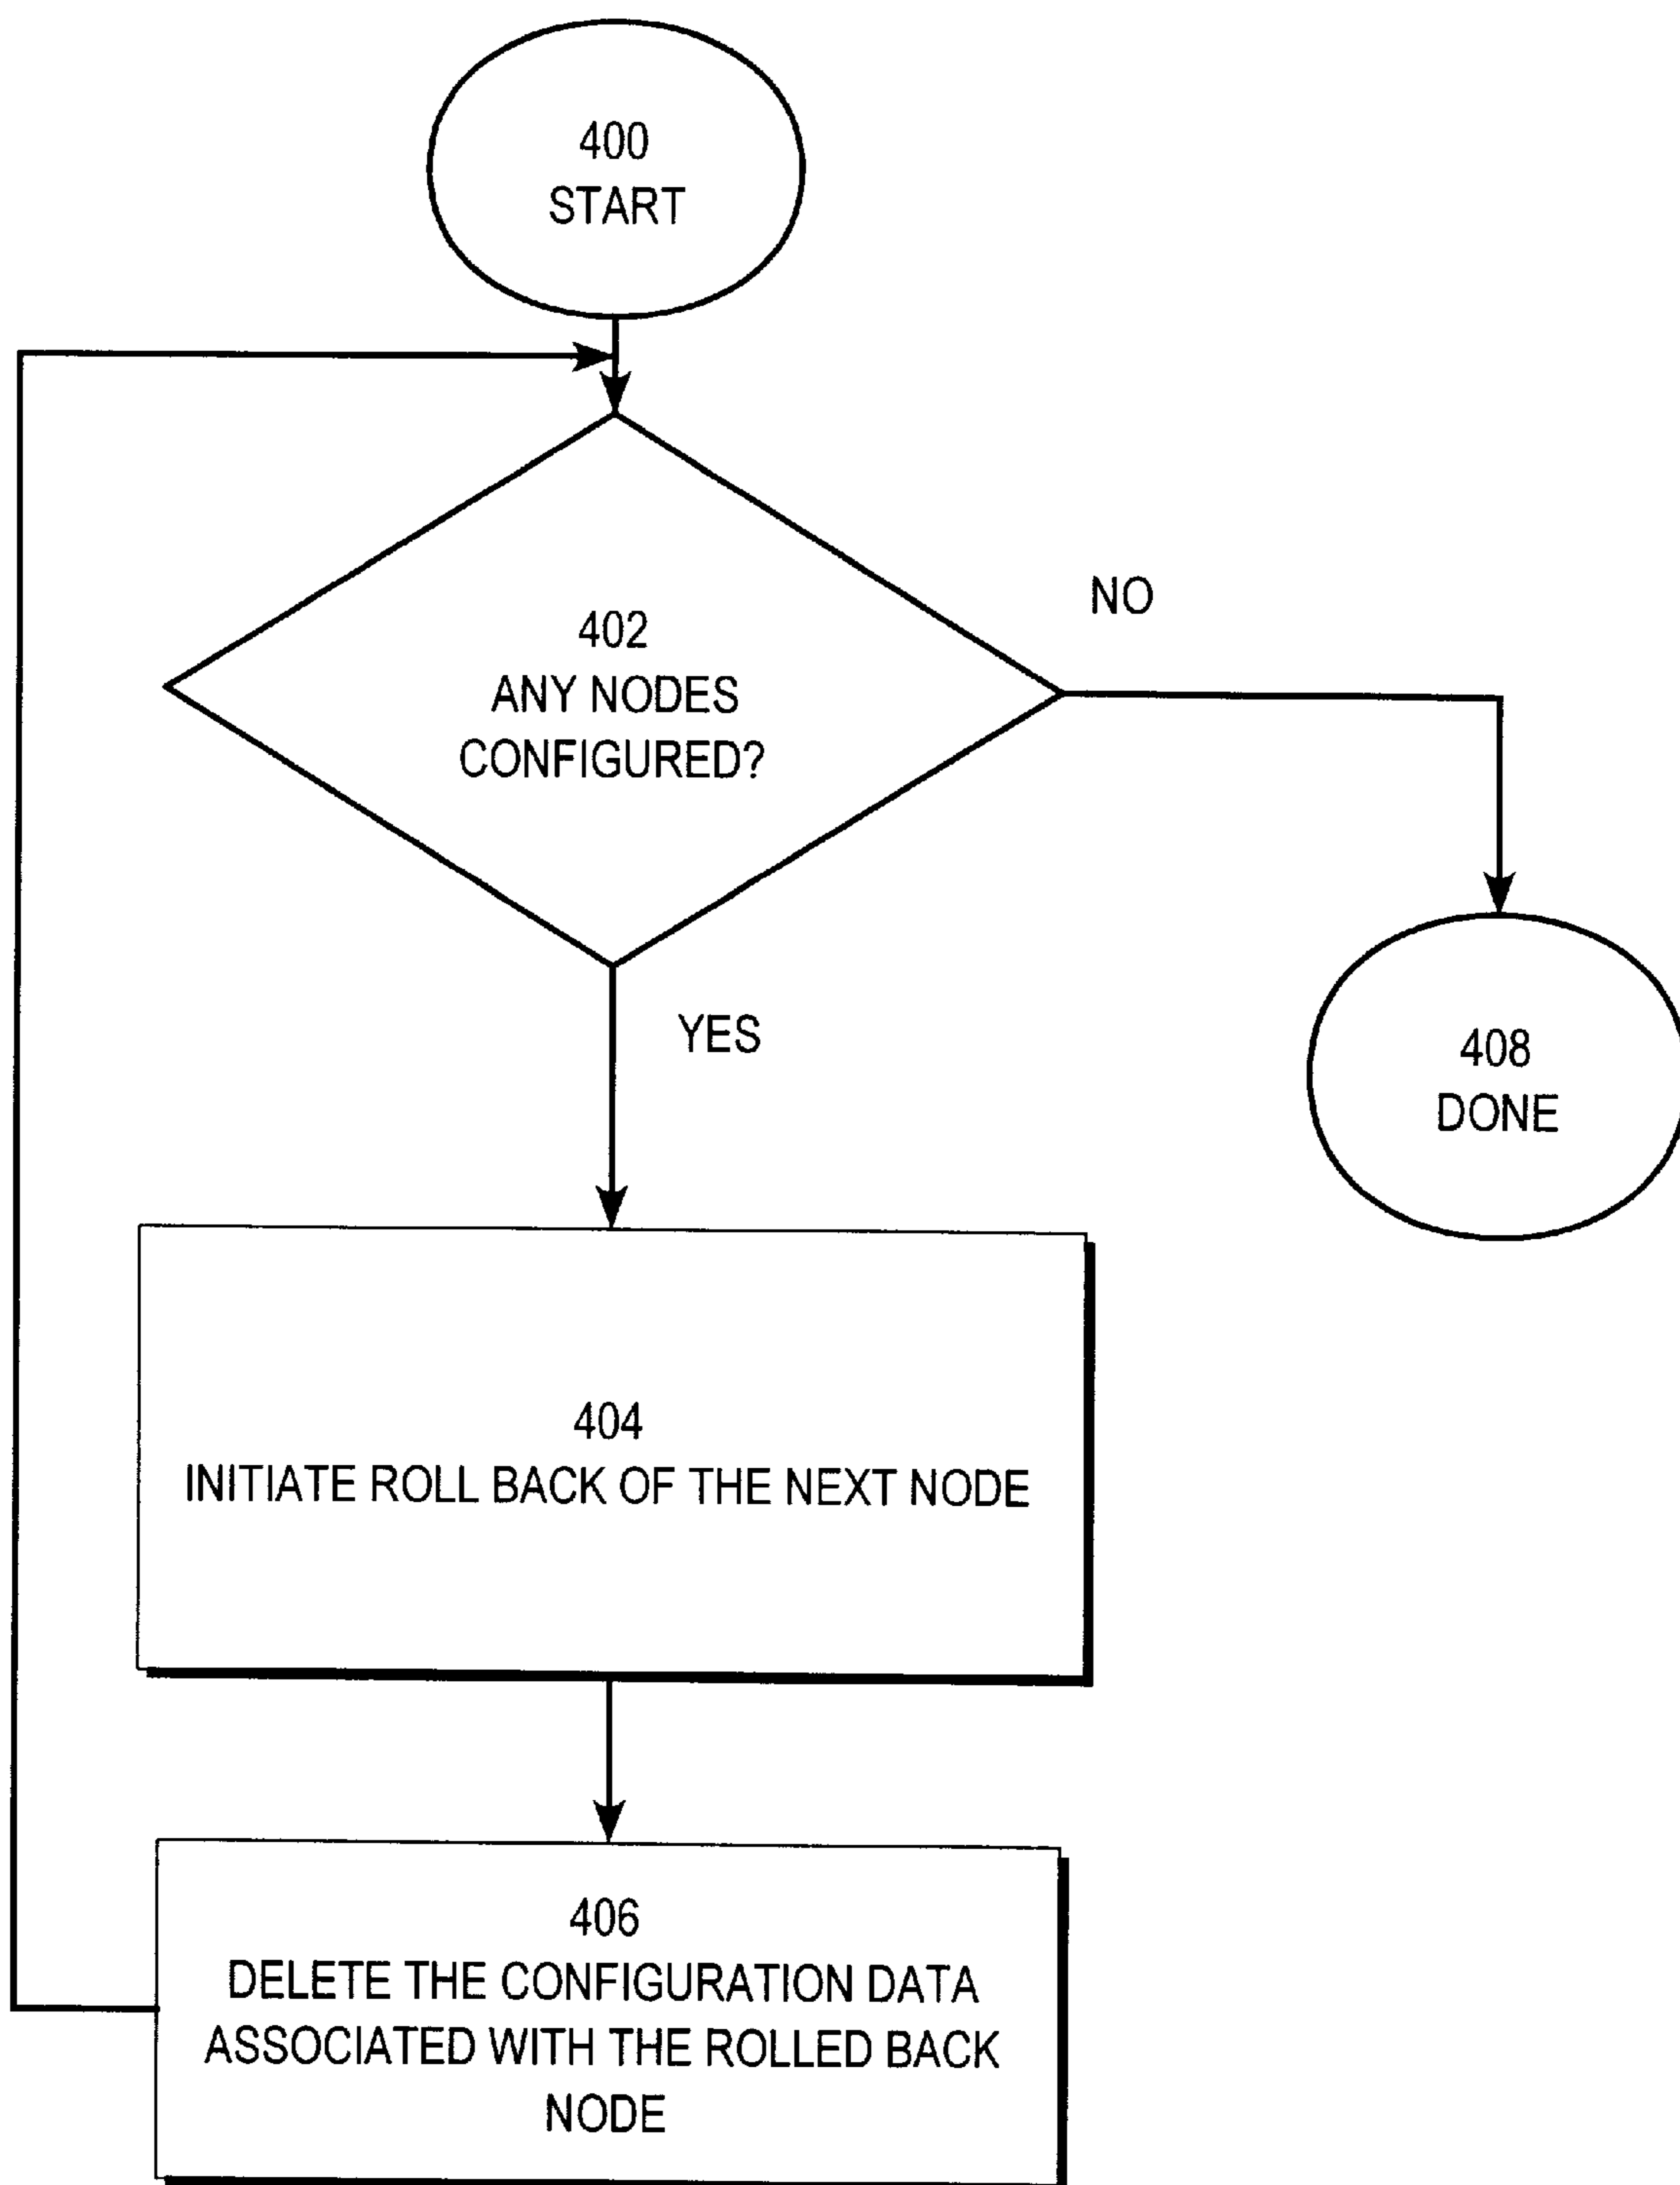 400
START
402
ANY NODES
CONFIGURED?
NO
YES
408
DONE
404
INITIATE ROLL BACK OF THE NEXT NODE
406
DELETE THE CONFIGURATION DATA
ASSOCIATED WITH THE ROLLED BACK
NODE